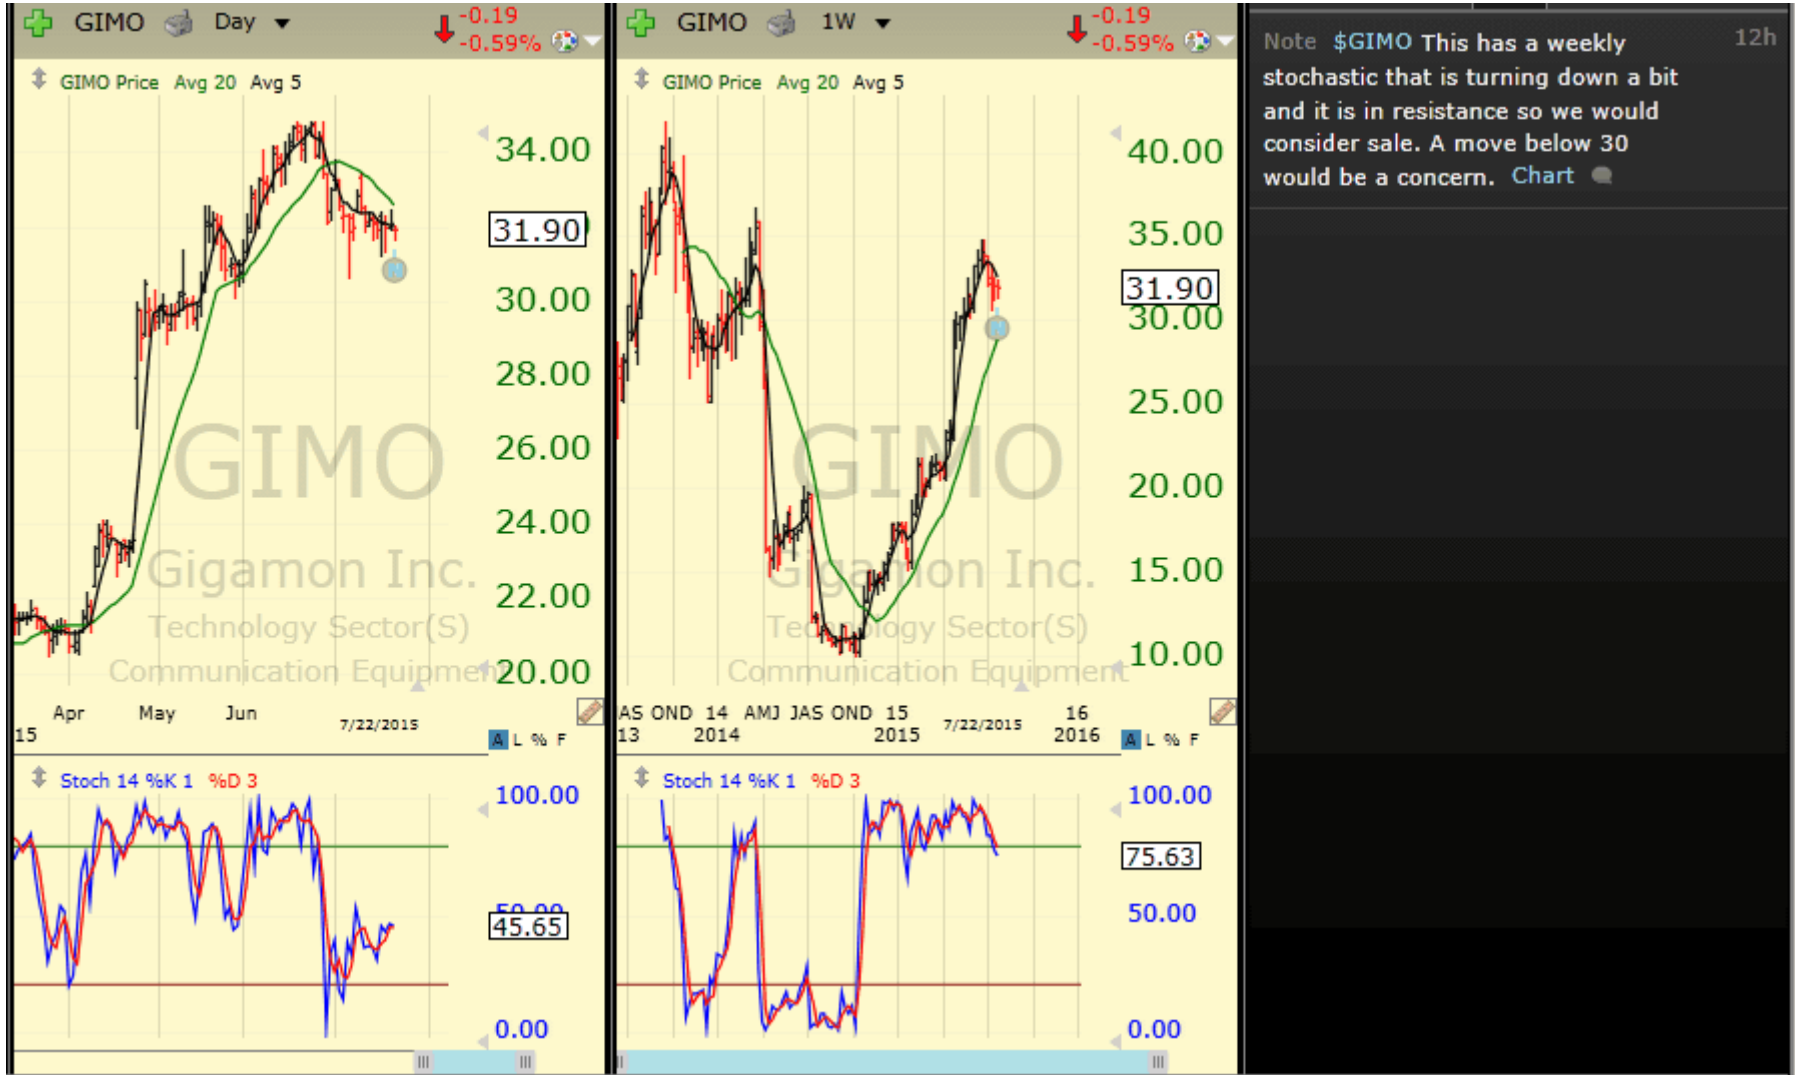 GIMO Day
-0.19
-0.59%
GIMO Price Avg 20 Avg 5
34.00
31.90
30.00
28.00
26.00
24.00
22.00
20.00
GIMO
Gigamon Inc.
Technology Sector(S)
Communication Equipment
Apr May Jun 7/22/2015
15
A L % F
Stoch 14 %K 1 %D 3
100.00
50.00
45.65
0.00
N
GIMO 1W
-0.19
-0.59%
GIMO Price Avg 20 Avg 5
40.00
35.00
31.90
30.00
25.00
20.00
15.00
10.00
GIMO
Gigamon Inc.
Technology Sector(S)
Communication Equipment
JAS OND 14 AMJ JAS OND 15 7/22/2015 16
13 2014 2015 2016
A L % F
Stoch 14 %K 1 %D 3
100.00
75.63
50.00
0.00
N
Note $GIMO This has a weekly 12h
stochastic that is turning down a bit
and it is in resistance so we would
consider sale. A move below 30
would be a concern. Chart